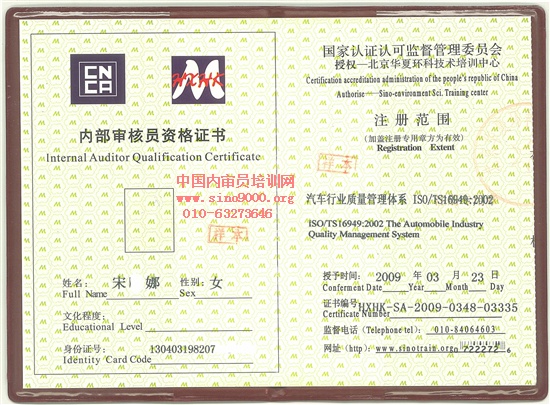 CNCA
HXHK
内部审核员资格证书
Internal Auditor Qualification Certificate
中国内审员培训网
www.sino9000.org
010-63273646
样本
姓名: 宋 娜 性别: 女
Full Name Sex
文化程度:
Educational Level
身份证号: 130403198207
Identity Card Code
国家认证认可监督管理委员会
授权—北京华夏环科技术培训中心
Certification accreditation administration of the people's republic of China
Authorise——Sino-environment Sci. Training center
注册范围
(加盖注册专用章方为有效)
Registration Extent
样本
汽车行业质量管理体系 ISO/TS16949:2002
ISO/TS16949:2002 The Automobile Industry
Quality Management System
授予时间: 2009 年 03 月 23 日
Conferment Date Year Month Day
证书编号: HXHK-SA-2009-0348-03335
Certificate Number
监督电话 (Telephone tel): 010-84064603
网址 (http): www.sinotrain.org 722272 6